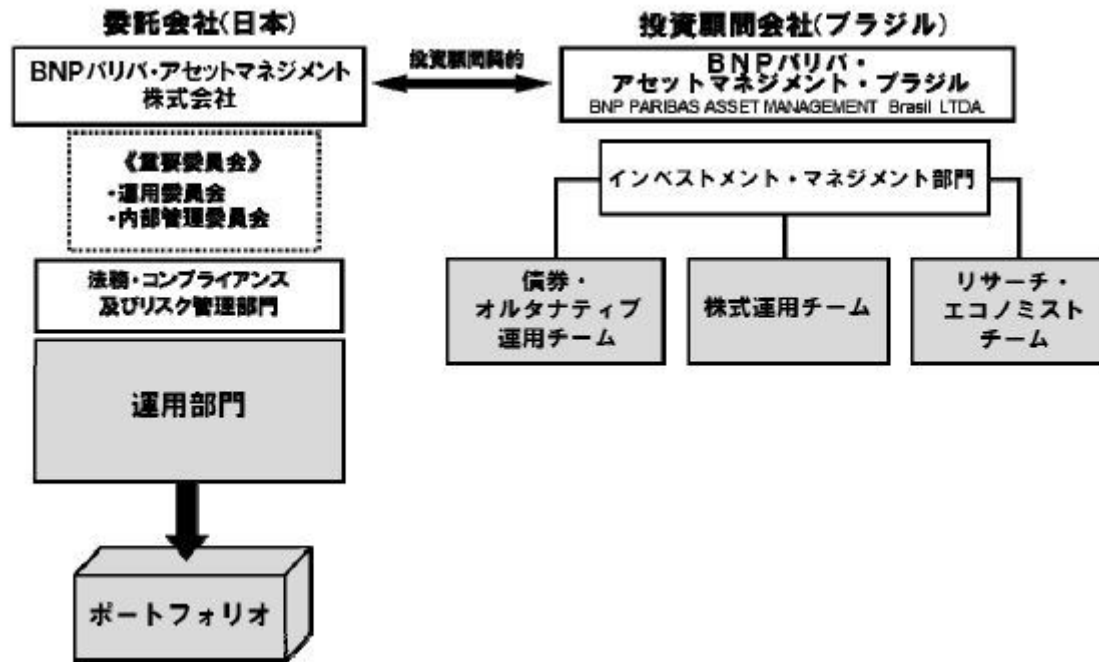 委託会社(日本)
BNPパリバ・アセットマネジメント
株式会社
《重要委員会》
・運用委員会
・内部管理委員会
法務・コンプライアンス
及びリスク管理部門
運用部門
ポートフォリオ
投資顧問契約
投資顧問会社(ブラジル)
BNPパリバ・
アセットマネジメント・ブラジル
BNP PARIBAS ASSET MANAGEMENT Brasil LTDA.
インベストメント・マネジメント部門
債券・
オルタナティブ
運用チーム
株式運用チーム
リサーチ・
エコノミスト
チーム